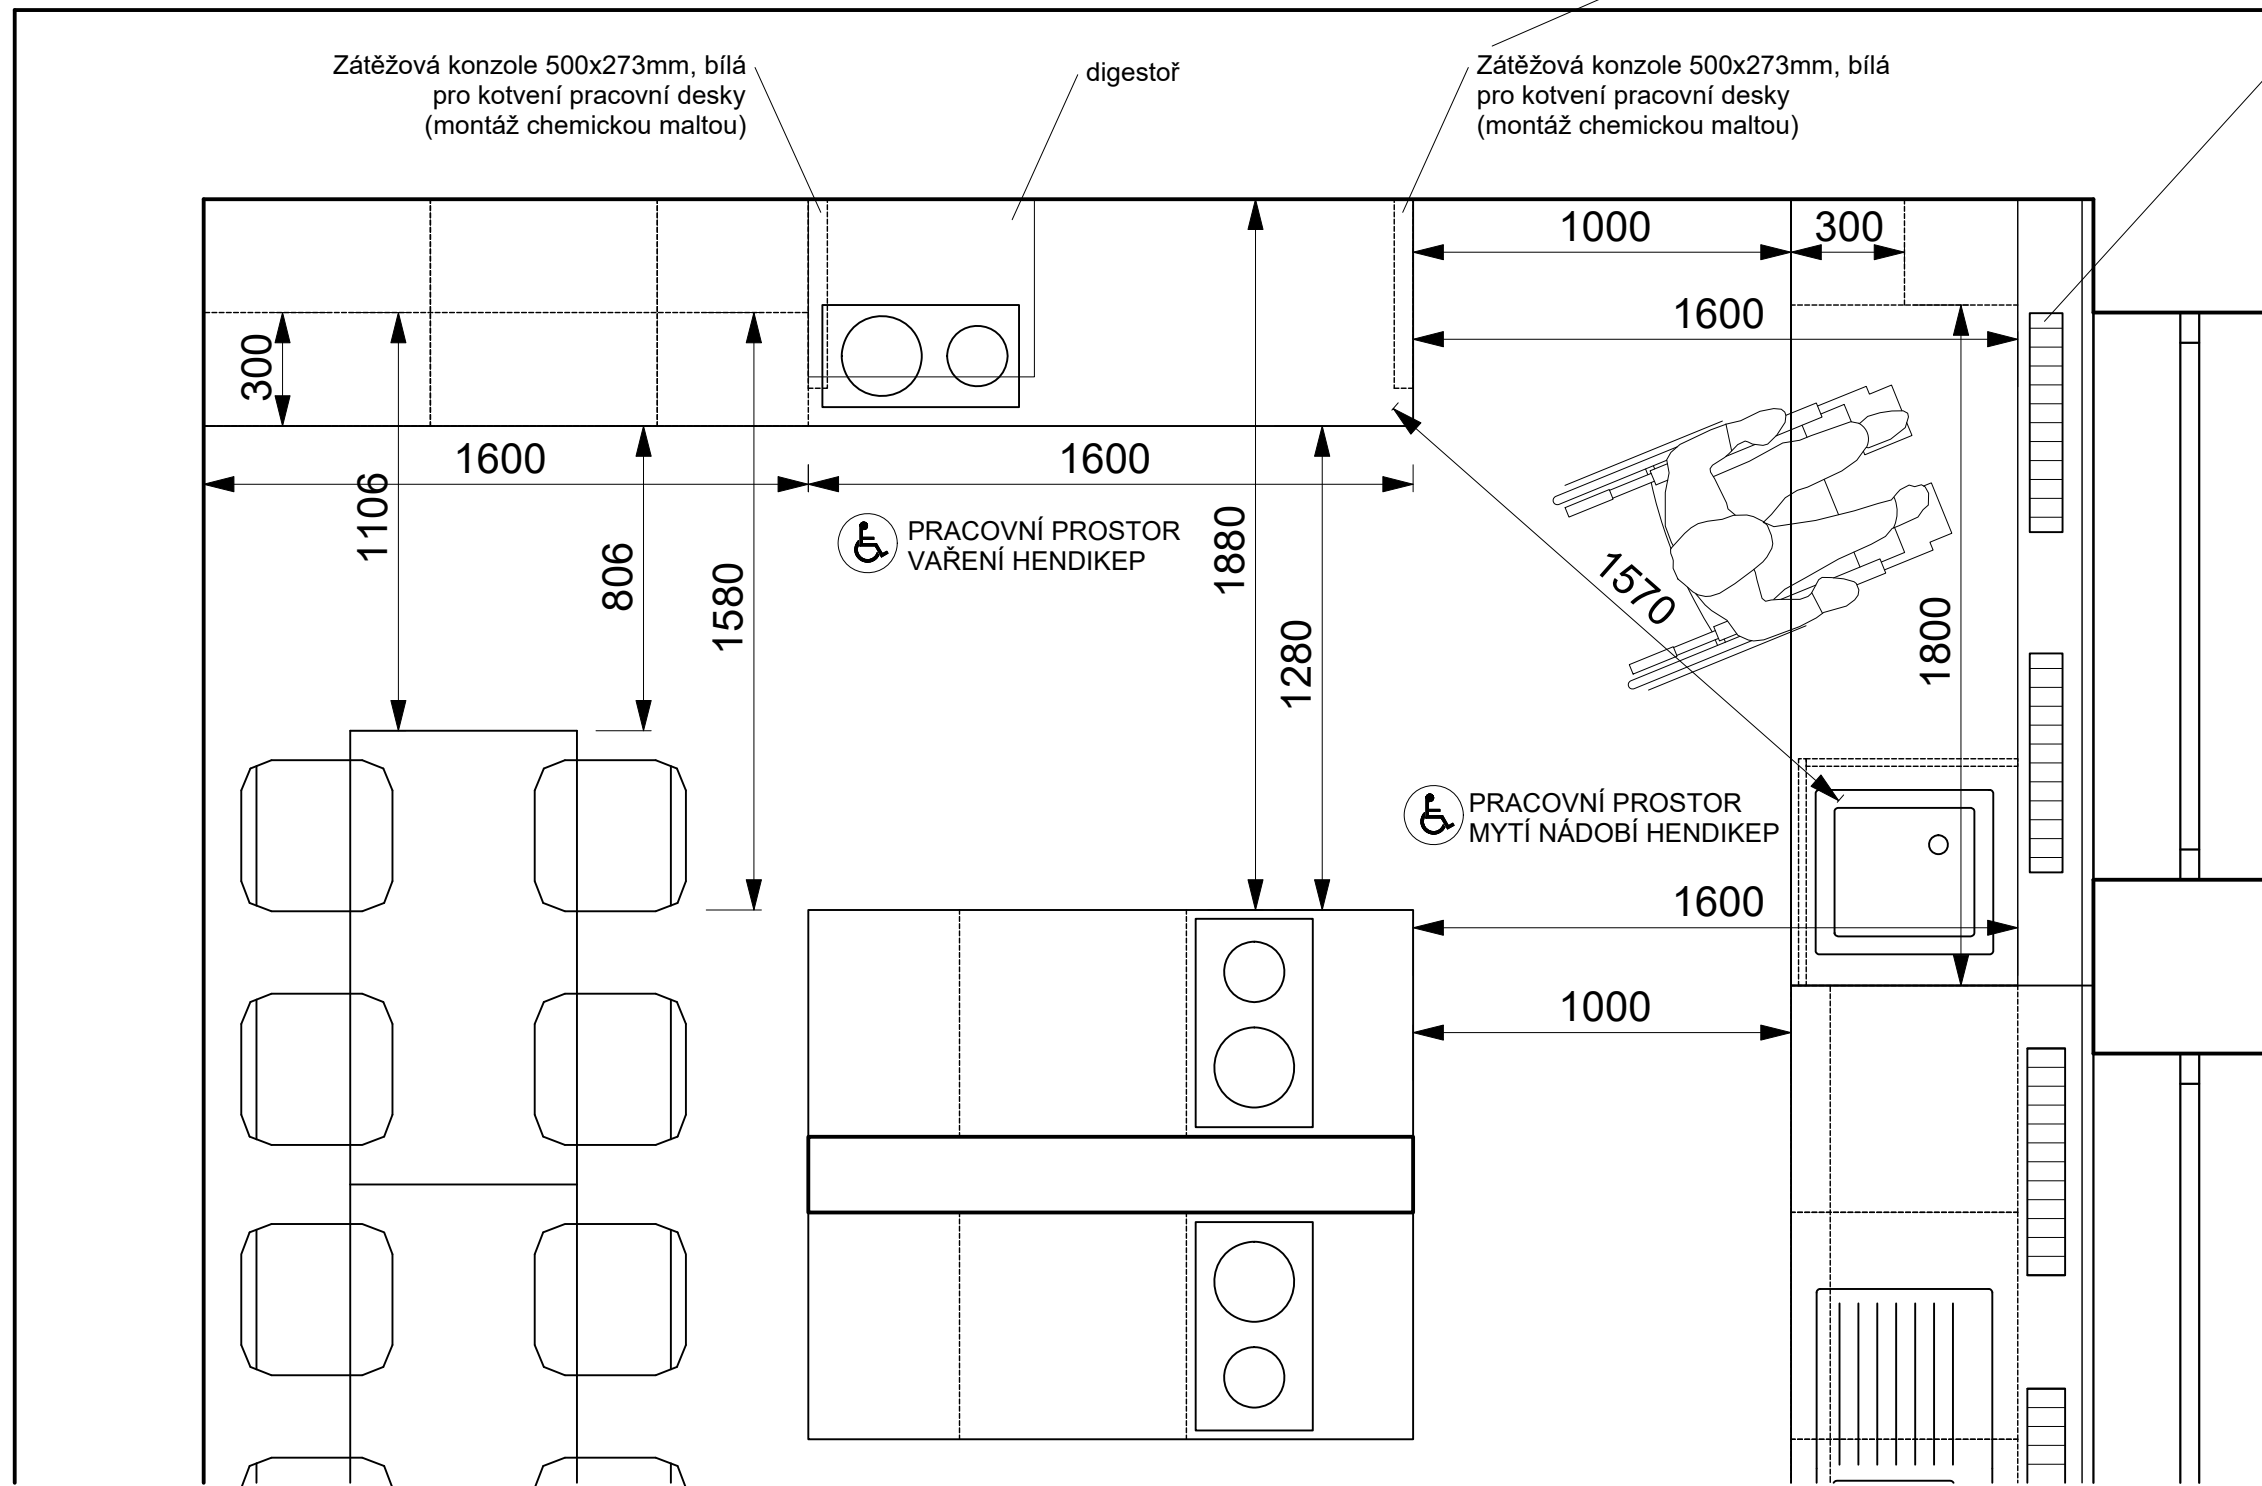 Zátěžová konzole 500x273mm, bílá
pro kotvení pracovní desky
(montáž chemickou maltou)
digestoř
Zátěžová konzole 500x273mm, bílá
pro kotvení pracovní desky
(montáž chemickou maltou)
1000
300
1600
300
1600
1600
1106
806
1580
1880
1280
PRACOVNÍ PROSTOR
VAŘENÍ HENDIKEP
1570
1800
PRACOVNÍ PROSTOR
MYTÍ NÁDOBÍ HENDIKEP
1600
1000